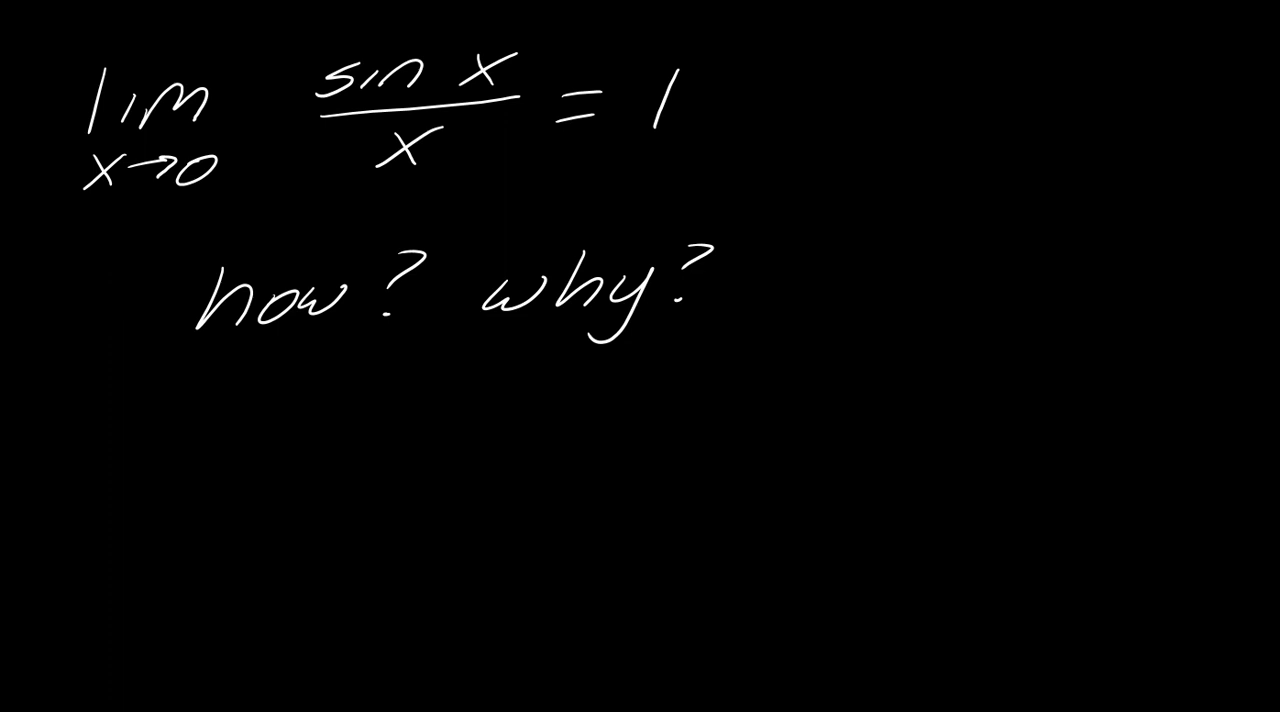 lim sin x / x = 1
x→0
how? why?